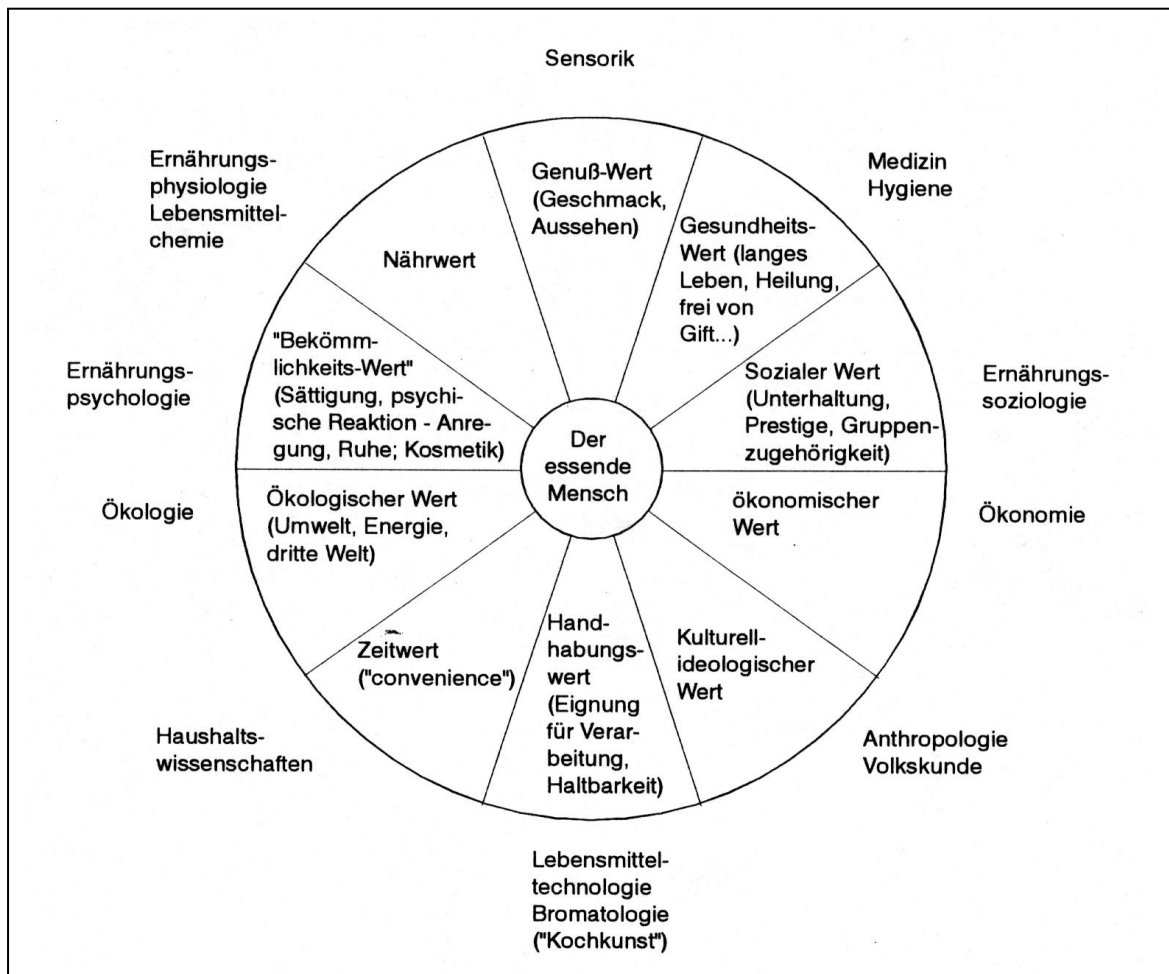 Sensorik
Ernährungs-
physiologie
Lebensmittel-
chemie
Medizin
Hygiene
Genuß-Wert
(Geschmack,
Aussehen)
Gesundheits-
Wert (langes
Leben, Heilung,
frei von
Gift...)
Nährwert
"Bekömm-
lichkeits-Wert"
(Sättigung, psychi-
sche Reaktion - Anre-
gung, Ruhe; Kosmetik)
Ernährungs-
psychologie
Sozialer Wert
(Unterhaltung,
Prestige, Gruppen-
zugehörigkeit)
Ernährungs-
soziologie
Der
essende
Mensch
Ökologie
Ökologischer Wert
(Umwelt, Energie,
dritte Welt)
ökonomischer
Wert
Ökonomie
Zeitwert
("convenience")
Hand-
habungs-
wert
(Eignung
für Verar-
beitung,
Haltbarkeit)
Kulturell-
ideologischer
Wert
Haushalts-
wissenschaften
Anthropologie
Volkskunde
Lebensmittel-
technologie
Bromatologie
("Kochkunst")